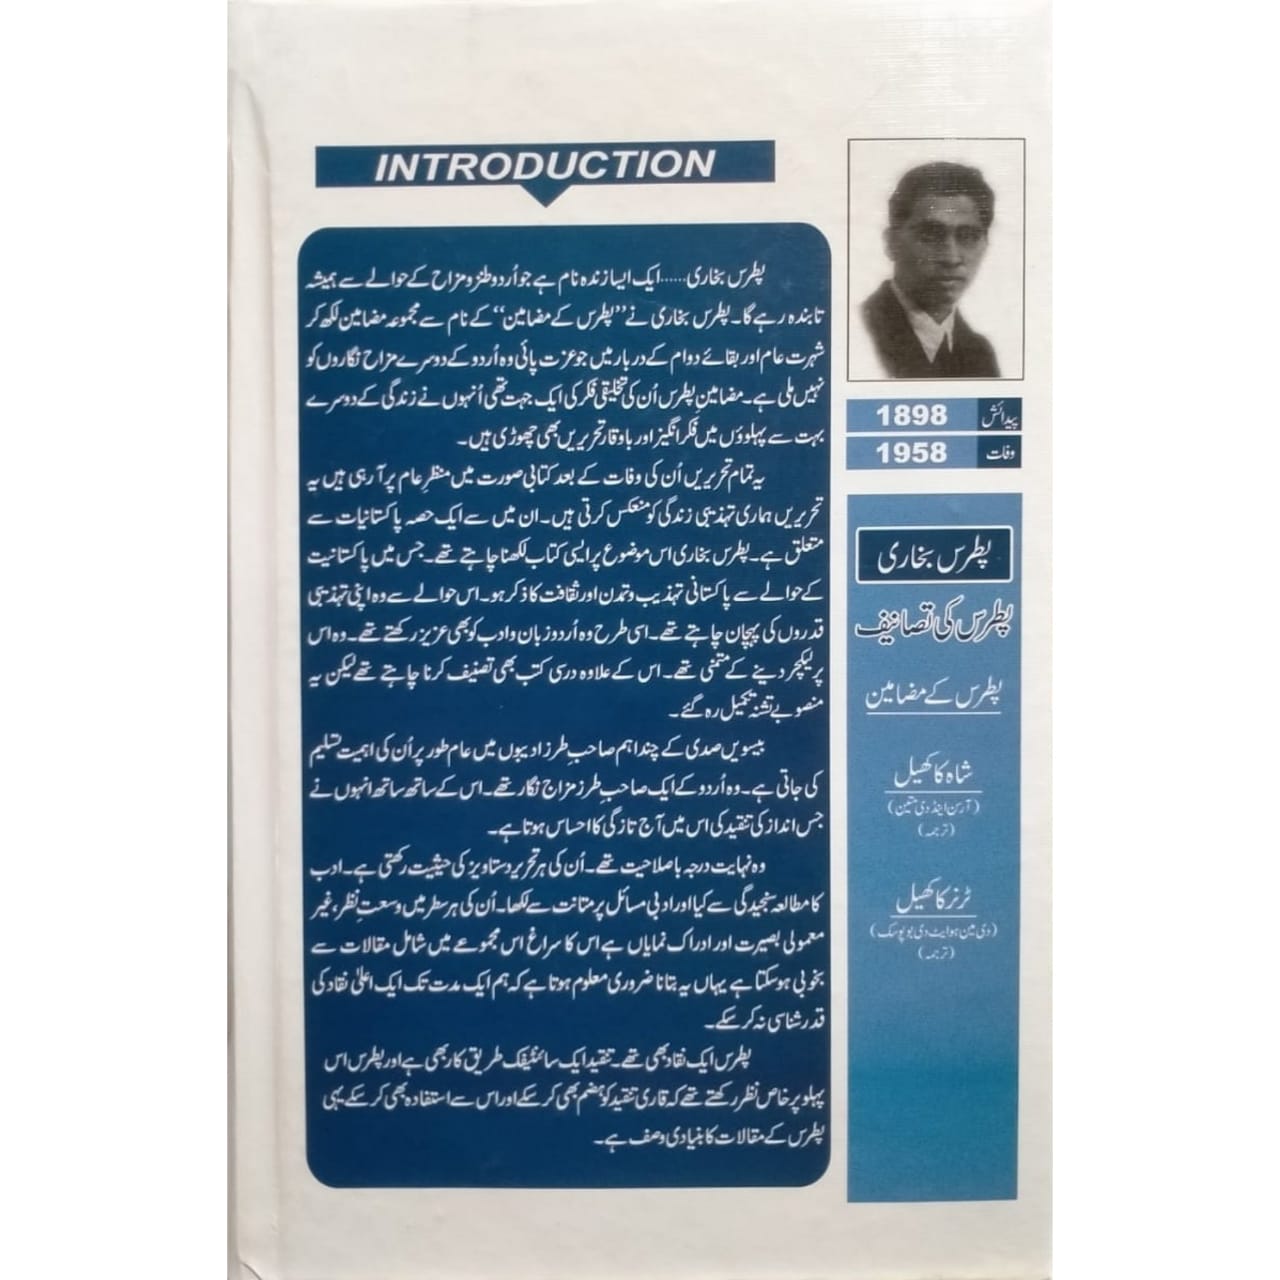 INTRODUCTION
پطرس بخاری......ایک ایسا زندہ نام ہے جو اُردو طنز و مزاح کے حوالے سے ہمیشہ
تابندہ رہے گا۔ پطرس بخاری نے ”پطرس کے مضامین“ کے نام سے مجموعہ مضامین لکھ کر
شہرت عام اور بقائے دوام کے دربار میں جو عزت پائی وہ اُردو کے دوسرے مزاح نگاروں کو
نہیں ملی ہے۔ مضامینِ پطرس اُن کی تخلیقی فکر کی ایک جہت تھی اُنہوں نے زندگی کے دوسرے
بہت سے پہلوؤں میں فکر انگیز اور باوقار تحریریں بھی چھوڑی ہیں۔
یہ تمام تحریریں اُن کی وفات کے بعد کتابی صورت میں منظرِ عام پر آ رہی ہیں یہ
تحریریں ہماری تہذیبی زندگی کو منعکس کرتی ہیں۔ ان میں سے ایک حصہ پاکستانیات سے
متعلق ہے۔ پطرس بخاری اس موضوع پر ایسی کتاب لکھنا چاہتے تھے۔ جس میں پاکستانیت
کے حوالے سے پاکستانی تہذیب و تمدن اور ثقافت کا ذکر ہو۔ اس حوالے سے وہ اپنی تہذیبی
قدروں کی پہچان چاہتے تھے۔ اسی طرح وہ اُردو زبان و ادب کو بھی عزیز رکھتے تھے۔ وہ اس
پر لیکچر دینے کے متمنی تھے۔ اس کے علاوہ درسی کتب بھی تصنیف کرنا چاہتے تھے لیکن یہ
منصوبے تشنہ تکمیل رہ گئے۔
بیسویں صدی کے چند اہم صاحب طرز ادیبوں میں عام طور پر اُن کی اہمیت تسلیم
کی جاتی ہے۔ وہ اُردو کے ایک صاحبِ طرز مزاح نگار تھے۔ اس کے ساتھ ساتھ انہوں نے
جس انداز کی تنقید کی اس میں آج تازگی کا احساس ہوتا ہے۔
وہ نہایت درجہ باصلاحیت تھے۔ اُن کی ہر تحریر دستاویز کی حیثیت رکھتی ہے۔ ادب
کا مطالعہ سنجیدگی سے کیا اور ادبی مسائل پر متانت سے لکھا۔ اُن کی ہر سطر میں وسعتِ نظر، غیر
معمولی بصیرت اور ادراک نمایاں ہے اس کا سراغ اس مجموعے میں شامل مقالات سے
بخوبی ہو سکتا ہے یہاں یہ بتانا ضروری معلوم ہوتا ہے کہ ہم ایک مدت تک ایک اعلیٰ نقاد کی
قدر شناسی نہ کر سکے۔
پطرس ایک نقاد بھی تھے۔ تنقید ایک سائنٹیفک طریق کار بھی ہے اور پطرس اس
پہلو پر خاص نظر رکھتے تھے کہ قاری تنقید کو ہضم بھی کر سکے اور اس سے استفادہ بھی کر سکے یہی
پطرس کے مقالات کا بنیادی وصف ہے۔
پیدائش 1898
وفات 1958
پطرس بخاری
پطرس کی تصانیف
پطرس کے مضامین
شاہ کا کھیل
(آرمن اینڈ دی متین)
(ترجمہ)
ٹرنر کا کھیل
(دی مین ہوایٹ دی پوپوسک)
(ترجمہ)